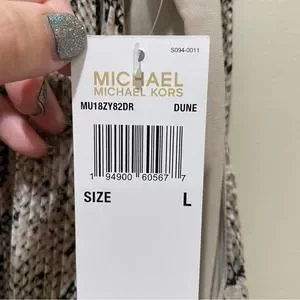 S094-0011
MICHAEL
MICHAEL KORS
MU18ZY82DR DUNE
1 94900 60567 7
SIZE L